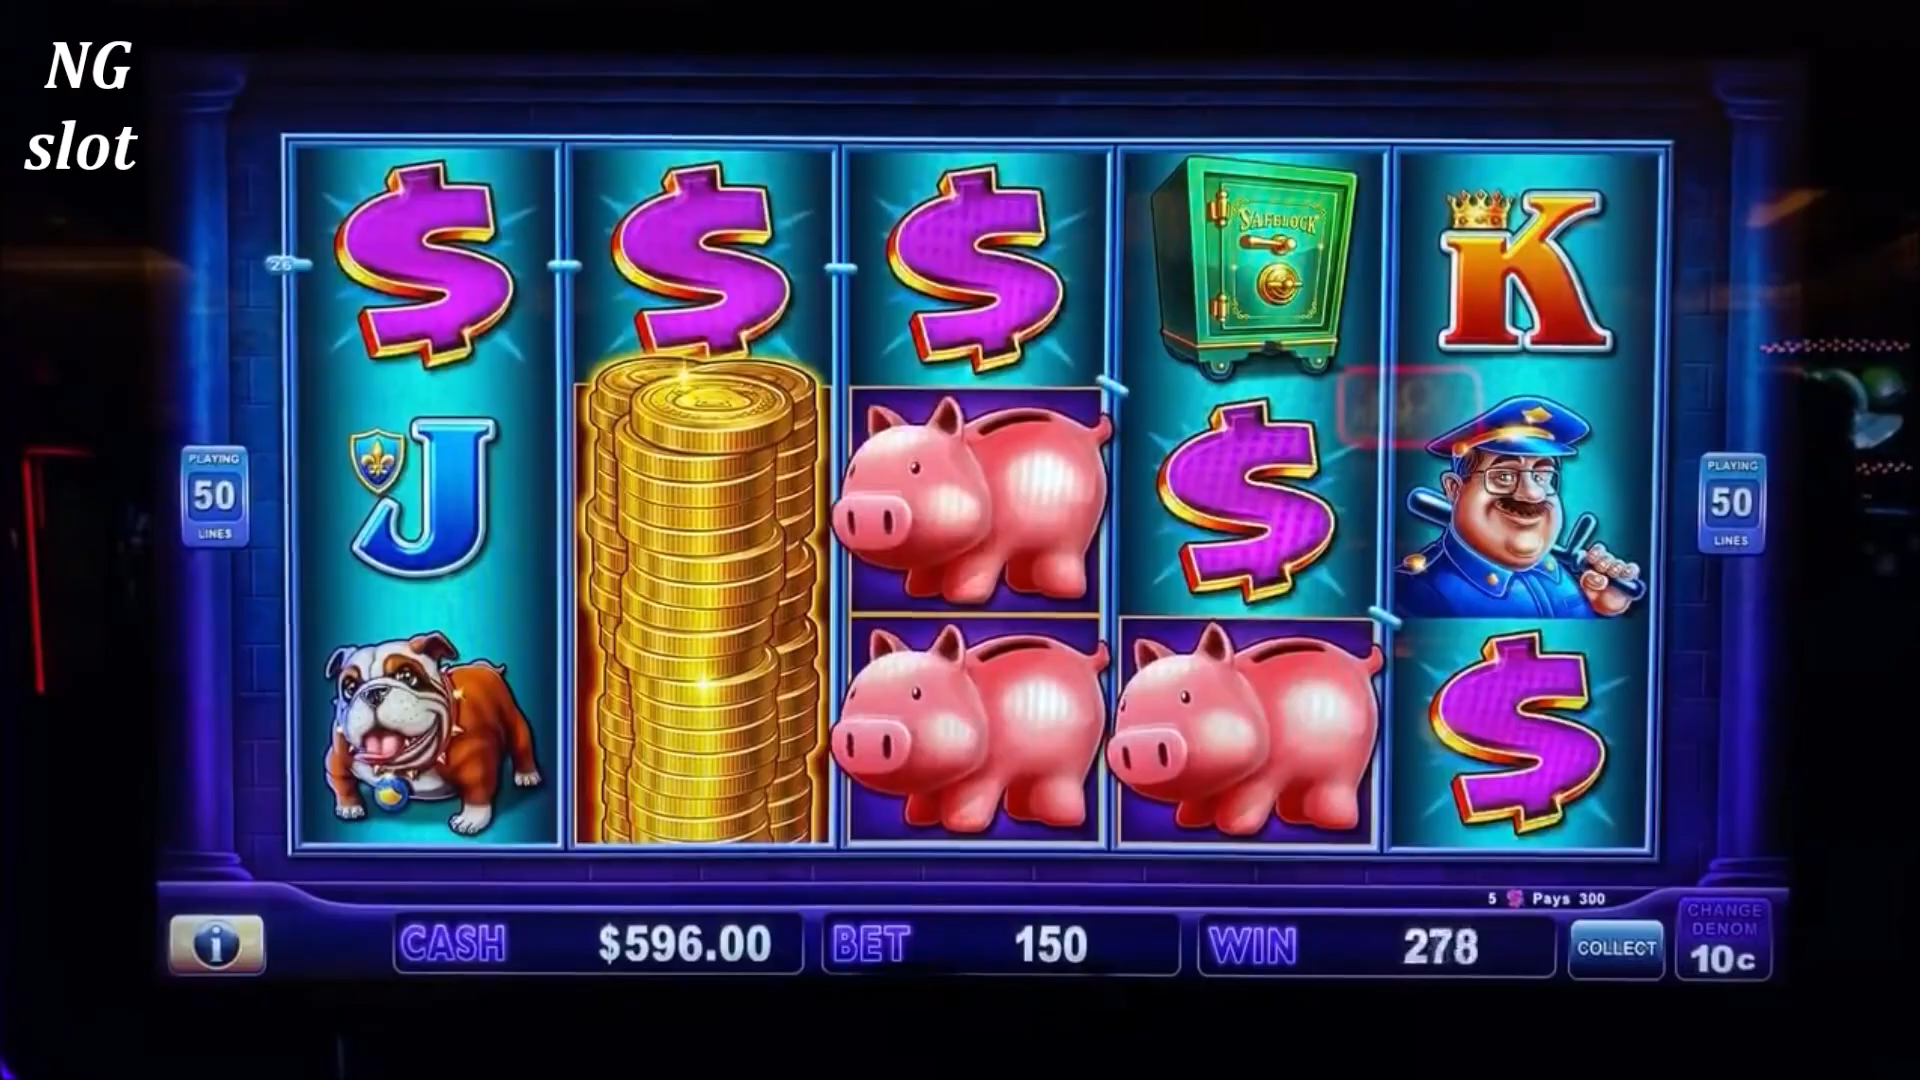 NG
slot
SAFELOCK
K
26
J
PLAYING
50
LINES
PLAYING
50
LINES
5 Pays 300
CASH $596.00
BET 150
WIN 278
COLLECT
CHANGE
DENOM
10c